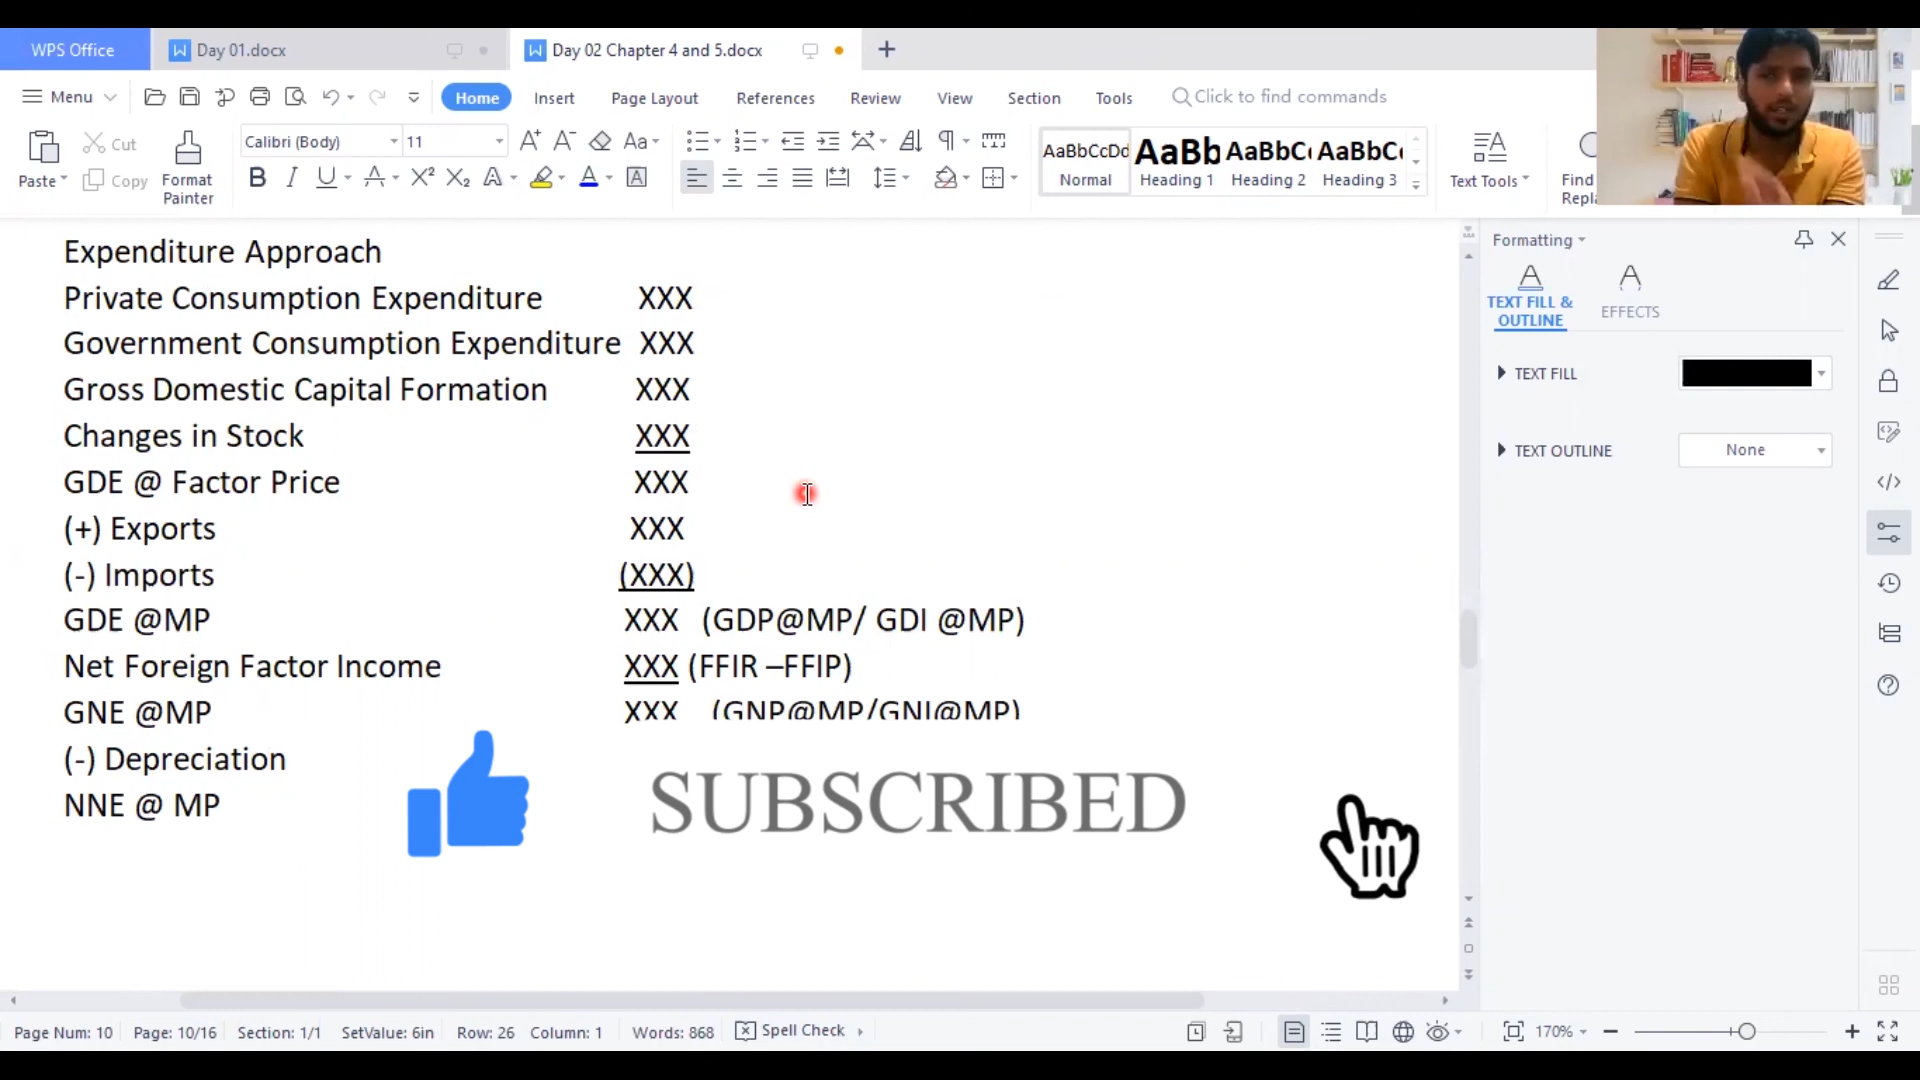 WPS Office
Day 01.docx
Day 02 Chapter 4 and 5.docx
Menu
Home
Insert
Page Layout
References
Review
View
Section
Tools
Click to find commands
Paste
Cut
Copy
Format
Painter
Calibri (Body)
11
AaBbCcDd
Normal
AaBb
Heading 1
AaBbC
Heading 2
AaBbC
Heading 3
Text Tools
Find
Repl
Expenditure Approach
Private Consumption Expenditure XXX
Government Consumption Expenditure XXX
Gross Domestic Capital Formation XXX
Changes in Stock XXX
GDE @ Factor Price XXX
(+) Exports XXX
(-) Imports (XXX)
GDE @MP XXX (GDP@MP/ GDI @MP)
Net Foreign Factor Income XXX (FFIR –FFIP)
GNE @MP XXX (GNP@MP/GNI@MP)
(-) Depreciation
NNE @ MP
SUBSCRIBED
Formatting
TEXT FILL &
OUTLINE
EFFECTS
TEXT FILL
TEXT OUTLINE
None
Page Num: 10 Page: 10/16 Section: 1/1 SetValue: 6in Row: 26 Column: 1 Words: 868 Spell Check 170%